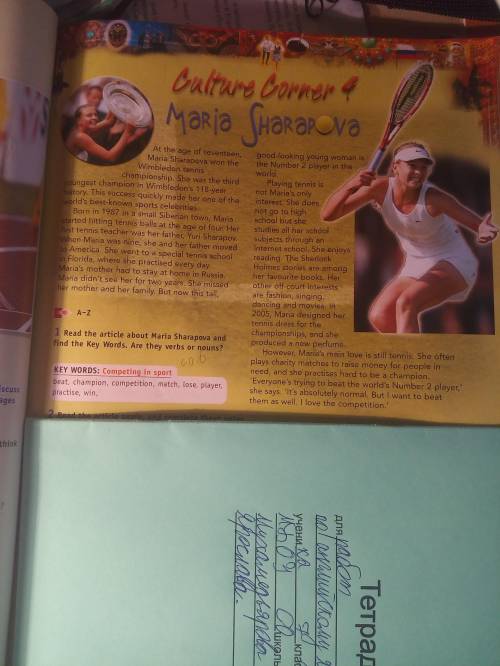 Culture Corner 4
Maria Sharapova
At the age of seventeen,
Maria Sharapova won the
Wimbledon tennis
championship. She was the third
youngest champion in Wimbledon's 118-year
history. This success quickly made her one of the
world's best-known sports celebrities.
Born in 1987 in a small Siberian town, Maria
started hitting tennis balls at the age of four. Her
first tennis teacher was her father, Yuri Sharapov.
When Maria was nine, she and her father moved
to America. She went to a special tennis school
in Florida, where she practised every day.
Maria's mother had to stay at home in Russia.
Maria didn't see her for two years. She missed
her mother and her family. But now this tall,
good-looking young woman is
the Number 2 player in the
world.
Playing tennis is
not Maria's only
interest. She does
not go to high
school but she
studies all her school
subjects through an
Internet school. She enjoys
reading. The Sherlock
Holmes stories are among
her favourite books. Her
other off-court interests
are fashion, singing,
dancing and movies. In
2005, Maria designed her
tennis dress for the
championships, and she
produced a new perfume.
However, Maria's main love is still tennis. She often
plays charity matches to raise money for people in
need, and she practises hard to be a champion.
'Everyone's trying to beat the world's Number 2 player,'
she says. 'It's absolutely normal. But I want to beat
them as well. I love the competition.'
A-Z
1 Read the article about Maria Sharapova and
find the Key Words. Are they verbs or nouns?
KEY WORDS: Competing in sport
beat, champion, competition, match, lose, player,
practise, win,
2 Read the
think
Тетрад
для работ
по английскому
учени ка
клас
школы